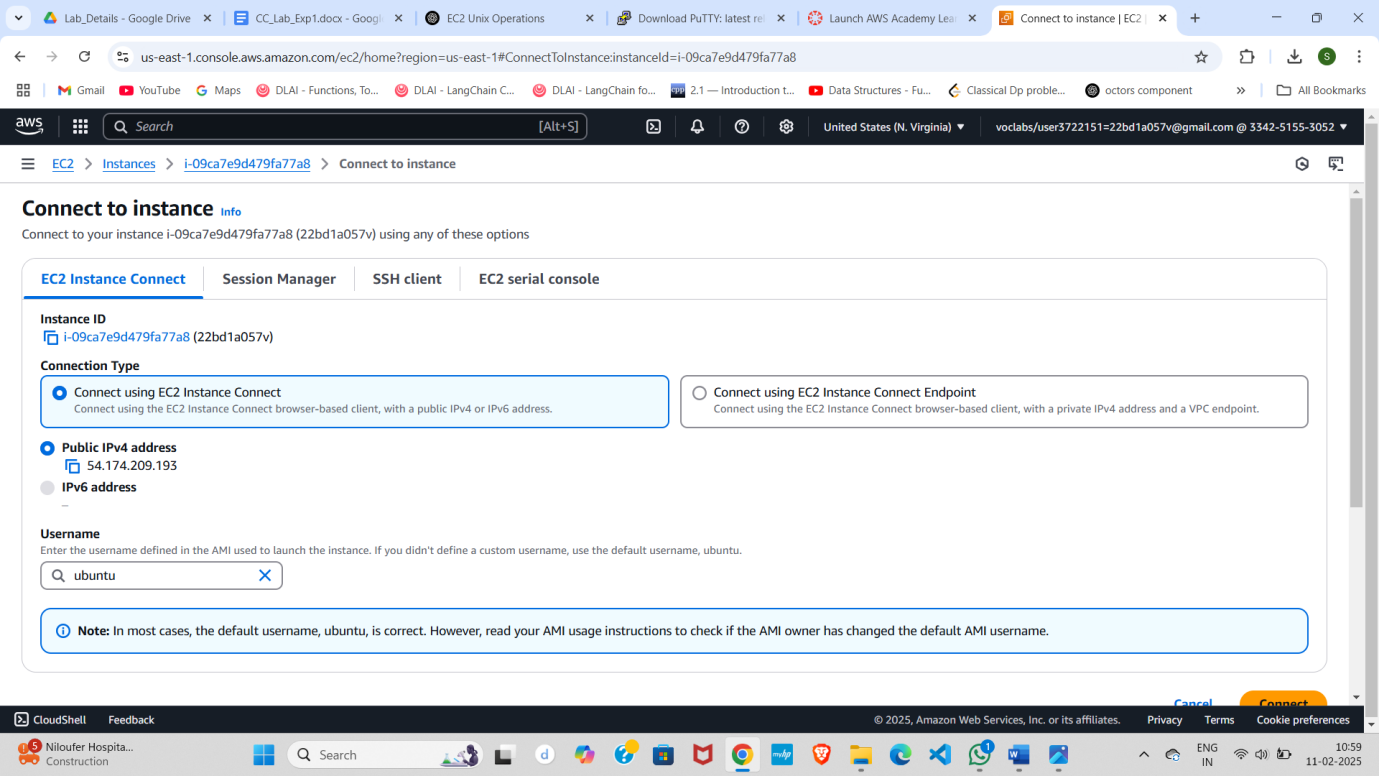 Lab_Details - Google Drive
CC_Lab_Exp1.docx - Google
EC2 Unix Operations
Download PuTTY: latest rel
Launch AWS Academy Lear
Connect to instance | EC2 |
us-east-1.console.aws.amazon.com/ec2/home?region=us-east-1#ConnectToInstance:instanceId=i-09ca7e9d479fa77a8
S
Gmail
YouTube
Maps
DLAI - Functions, To...
DLAI - LangChain C...
DLAI - LangChain fo...
2.1 — Introduction t...
Data Structures - Fu...
Classical Dp proble...
octors component
All Bookmarks
aws
Search
[Alt+S]
United States (N. Virginia)
voclabs/user3722151=22bd1a057v@gmail.com @ 3342-5155-3052
EC2
Instances
i-09ca7e9d479fa77a8
Connect to instance
Connect to instance Info
Connect to your instance i-09ca7e9d479fa77a8 (22bd1a057v) using any of these options
EC2 Instance Connect
Session Manager
SSH client
EC2 serial console
Instance ID
i-09ca7e9d479fa77a8 (22bd1a057v)
Connection Type
Connect using EC2 Instance Connect
Connect using the EC2 Instance Connect browser-based client, with a public IPv4 or IPv6 address.
Connect using EC2 Instance Connect Endpoint
Connect using the EC2 Instance Connect browser-based client, with a private IPv4 address and a VPC endpoint.
Public IPv4 address
54.174.209.193
IPv6 address
–
Username
Enter the username defined in the AMI used to launch the instance. If you didn't define a custom username, use the default username, ubuntu.
ubuntu
Note: In most cases, the default username, ubuntu, is correct. However, read your AMI usage instructions to check if the AMI owner has changed the default AMI username.
Cancel
Connect
CloudShell
Feedback
© 2025, Amazon Web Services, Inc. or its affiliates.
Privacy
Terms
Cookie preferences
5
Niloufer Hospita...
Construction
Search
d
myhp
1
ENG
IN
10:59
11-02-2025